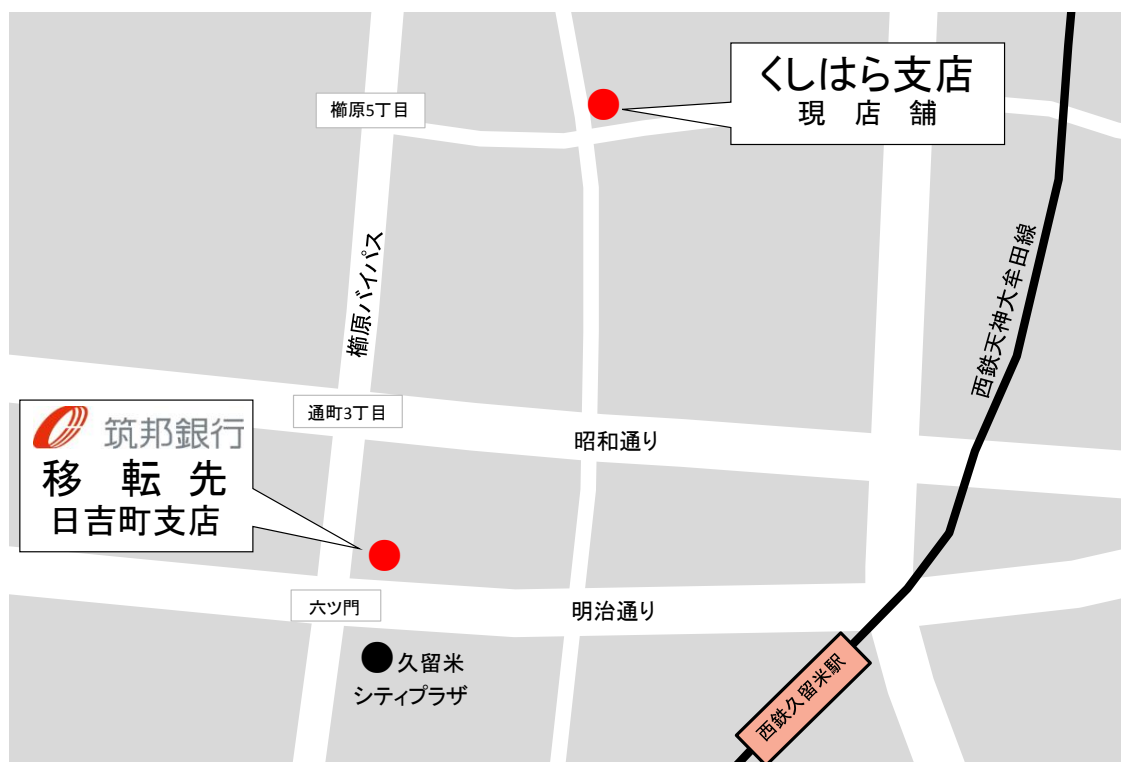 くしはら支店
現店舗
櫛原5丁目
櫛原バイパス
西鉄天神大牟田線
通町3丁目
昭和通り
筑邦銀行
移転先
日吉町支店
六ツ門
明治通り
久留米
シティプラザ
西鉄久留米駅